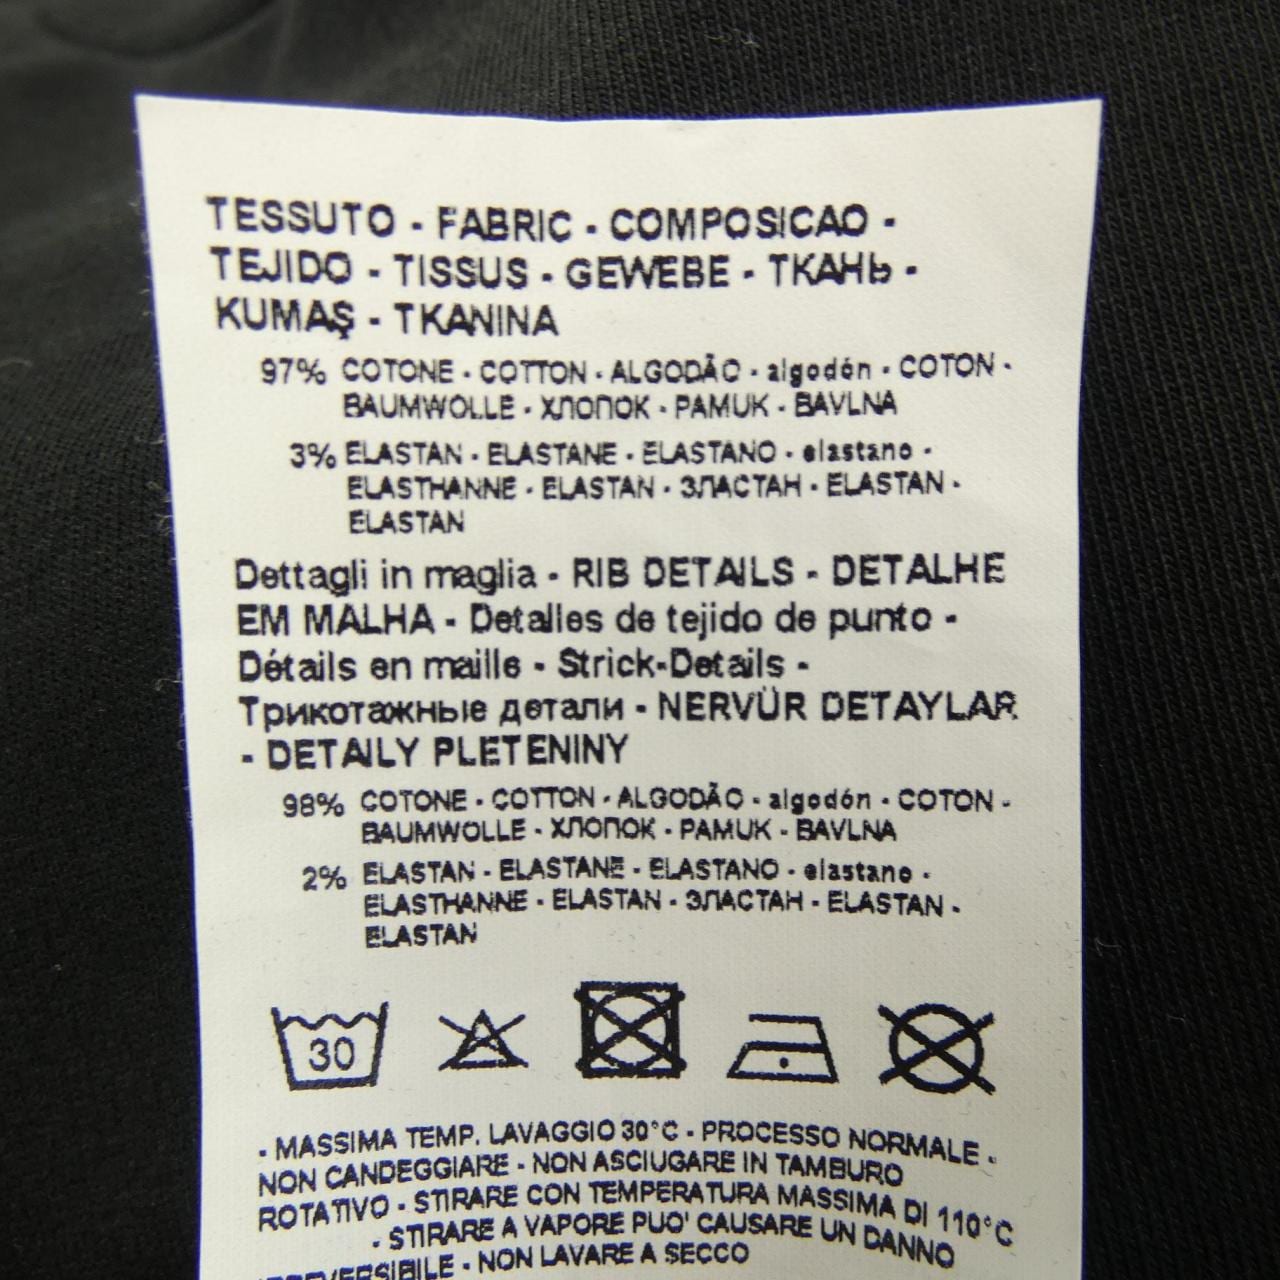 TESSUTO - FABRIC - COMPOSICAO -
TEJIDO - TISSUS - GEWEBE - ТКАНЬ -
KUMAŞ - TKANINA
97% COTONE - COTTON - ALGODÃO - algodón - COTON -
BAUMWOLLE - ХЛОПОК - PAMUK - BAVLNA
3% ELASTAN - ELASTANE - ELASTANO - elastano -
ELASTHANNE - ELASTAN - ЗЛАСТАН - ELASTAN -
ELASTAN
Dettagli in maglia - RIB DETAILS - DETALHE
EM MALHA - Detalles de tejido de punto -
Détails en maille - Strick-Details -
Трикотажные детали - NERVÜR DETAYLAR
- DETAILY PLETENINY
98% COTONE - COTTON - ALGODÃO - algodón - COTON -
BAUMWOLLE - ХЛОПОК - PAMUK - BAVLNA
2% ELASTAN - ELASTANE - ELASTANO - elastano -
ELASTHANNE - ELASTAN - ЗЛАСТАН - ELASTAN -
ELASTAN
30
- MASSIMA TEMP. LAVAGGIO 30°C - PROCESSO NORMALE -
NON CANDEGGIARE - NON ASCIUGARE IN TAMBURO
ROTATIVO - STIRARE CON TEMPERATURA MASSIMA DI 110°C
- STIRARE A VAPORE PUO' CAUSARE UN DANNO
IRREVERSIBILE - NON LAVARE A SECCO